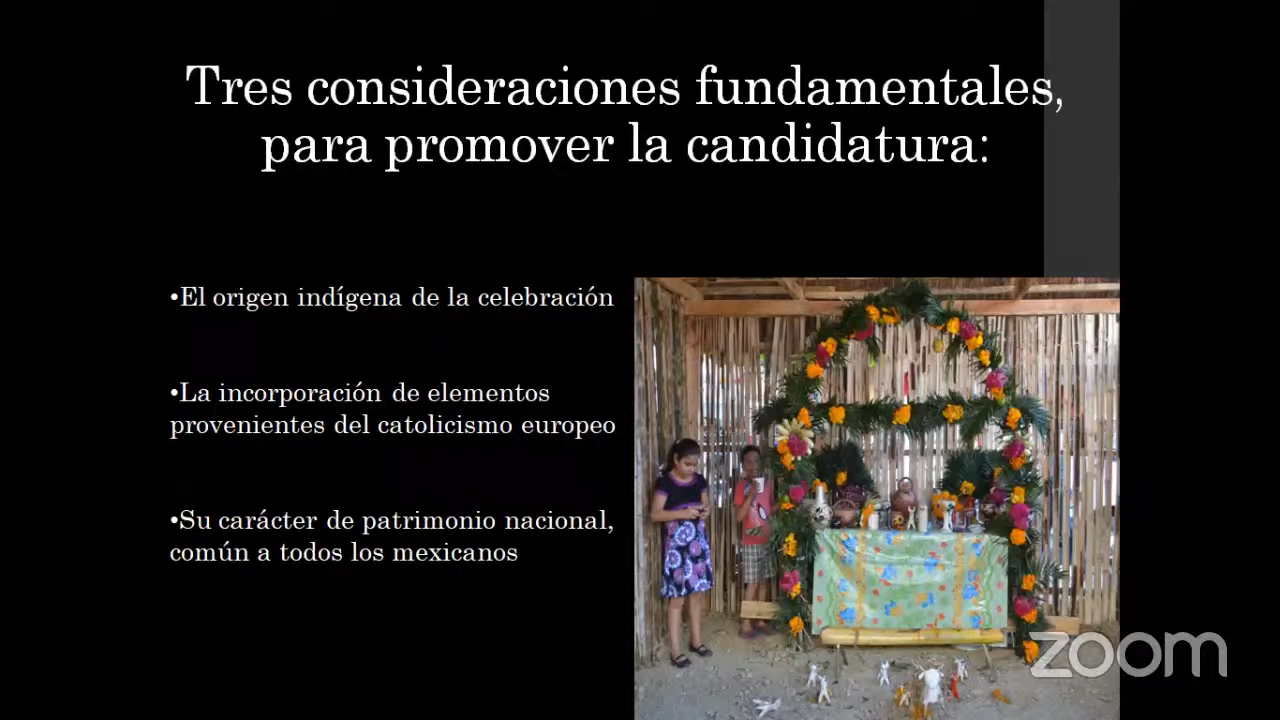 Tres consideraciones fundamentales,
para promover la candidatura:
•El origen indígena de la celebración
•La incorporación de elementos
provenientes del catolicismo europeo
•Su carácter de patrimonio nacional,
común a todos los mexicanos
zoom